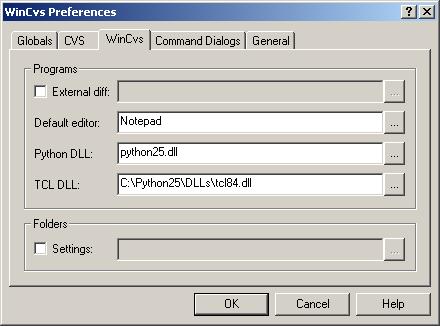 WinCvs Preferences
Globals CVS WinCvs Command Dialogs General
Programs
External diff: ...
Default editor: Notepad ...
Python DLL: python25.dll ...
TCL DLL: C:\Python25\DLLs\tcl84.dll ...
Folders
Settings: ...
OK Cancel Help